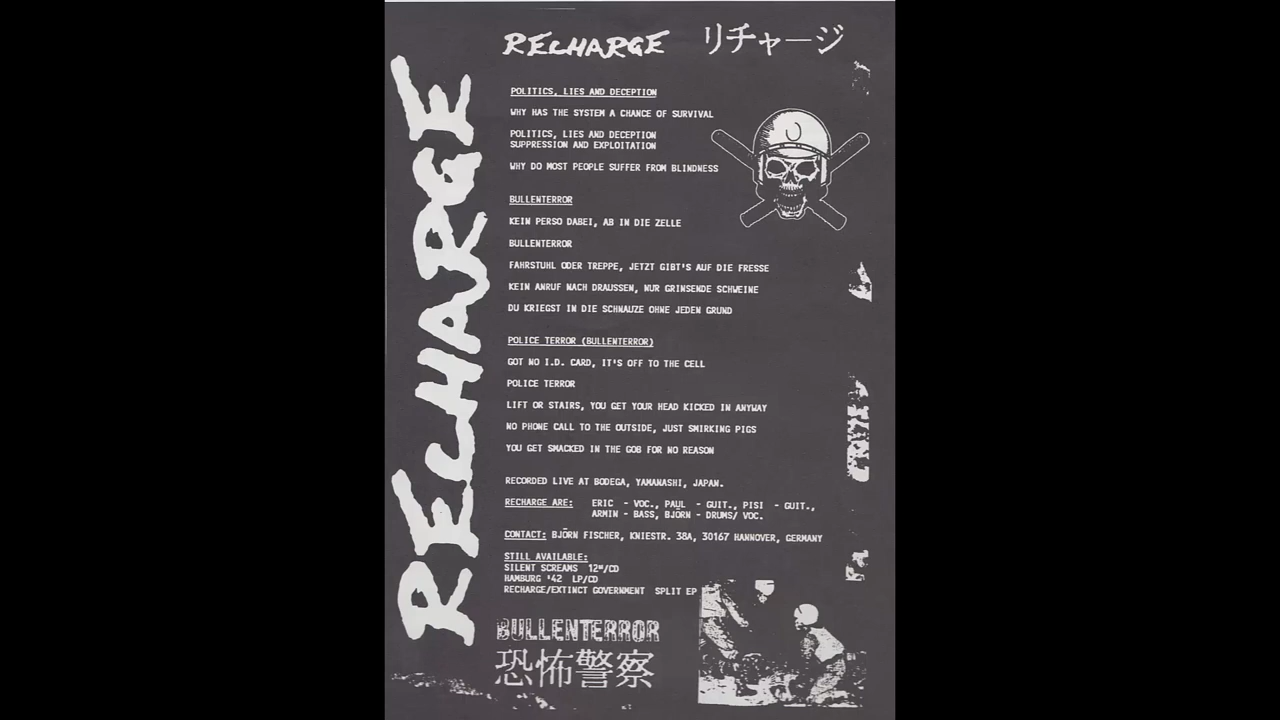 RECHARGE リチャージ
RECHARGE
POLITICS, LIES AND DECEPTION
WHY HAS THE SYSTEM A CHANCE OF SURVIVAL
POLITICS, LIES AND DECEPTION
SUPPRESSION AND EXPLOITATION
WHY DO MOST PEOPLE SUFFER FROM BLINDNESS
BULLENTERROR
KEIN PERSO DABEI, AB IN DIE ZELLE
BULLENTERROR
FAHRSTUHL ODER TREPPE, JETZT GIBT'S AUF DIE FRESSE
KEIN ANRUF NACH DRAUSSEN, NUR GRINSENDE SCHWEINE
DU KRIEGST IN DIE SCHNAUZE OHNE JEDEN GRUND
POLICE TERROR (BULLENTERROR)
GOT NO I.D. CARD, IT'S OFF TO THE CELL
POLICE TERROR
LIFT OR STAIRS, YOU GET YOUR HEAD KICKED IN ANYWAY
NO PHONE CALL TO THE OUTSIDE, JUST SMIRKING PIGS
YOU GET SMACKED IN THE GOB FOR NO REASON
RECORDED LIVE AT BODEGA, YAMANASHI, JAPAN.
RECHARGE ARE: ERIC - VOC., PAUL - GUIT., PISI - GUIT.,
ARMIN - BASS, BJÖRN - DRUMS/ VOC.
CONTACT: BJÖRN FISCHER, KNIESTR. 38A, 30167 HANNOVER, GERMANY
STILL AVAILABLE:
SILENT SCREAMS 12"/CD
HAMBURG '42 LP/CD
RECHARGE/EXTINCT GOVERNMENT SPLIT EP
BULLENTERROR
恐怖警察